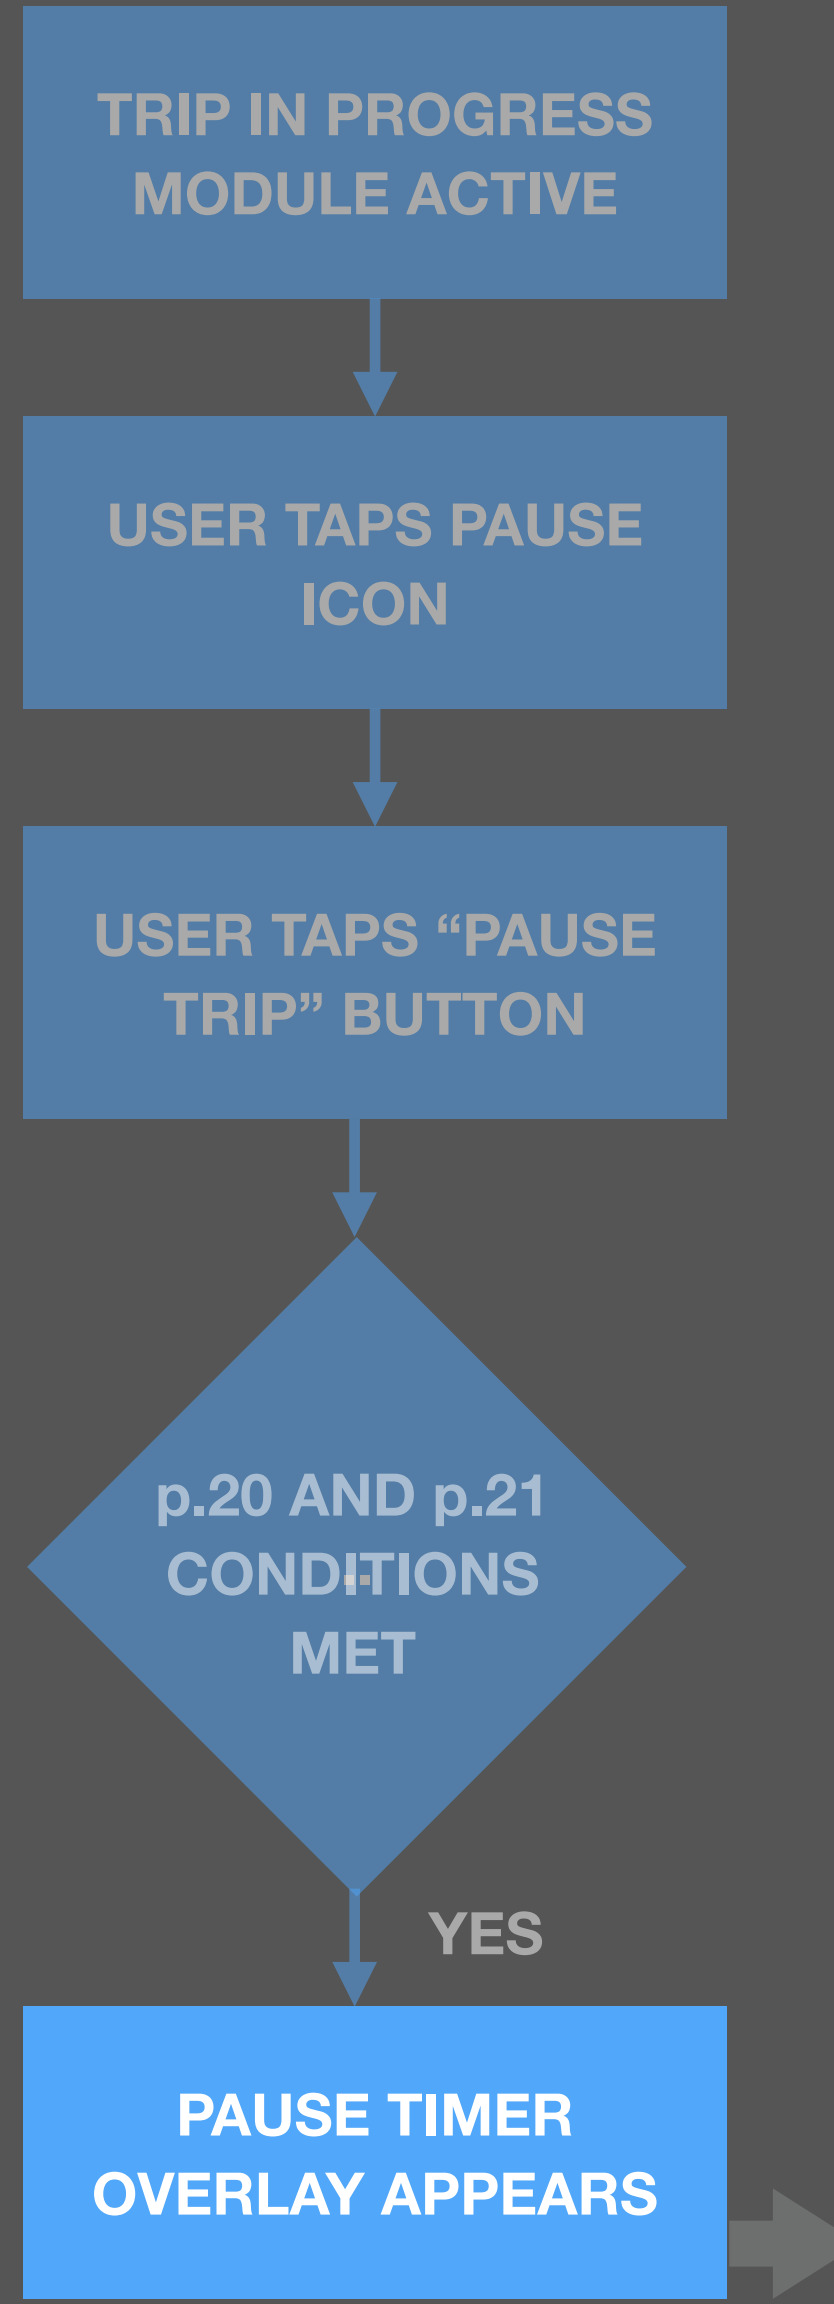 TRIP IN PROGRESS
MODULE ACTIVE
USER TAPS PAUSE
ICON
USER TAPS “PAUSE
TRIP” BUTTON
p.20 AND p.21
CONDITIONS
MET
YES
PAUSE TIMER
OVERLAY APPEARS